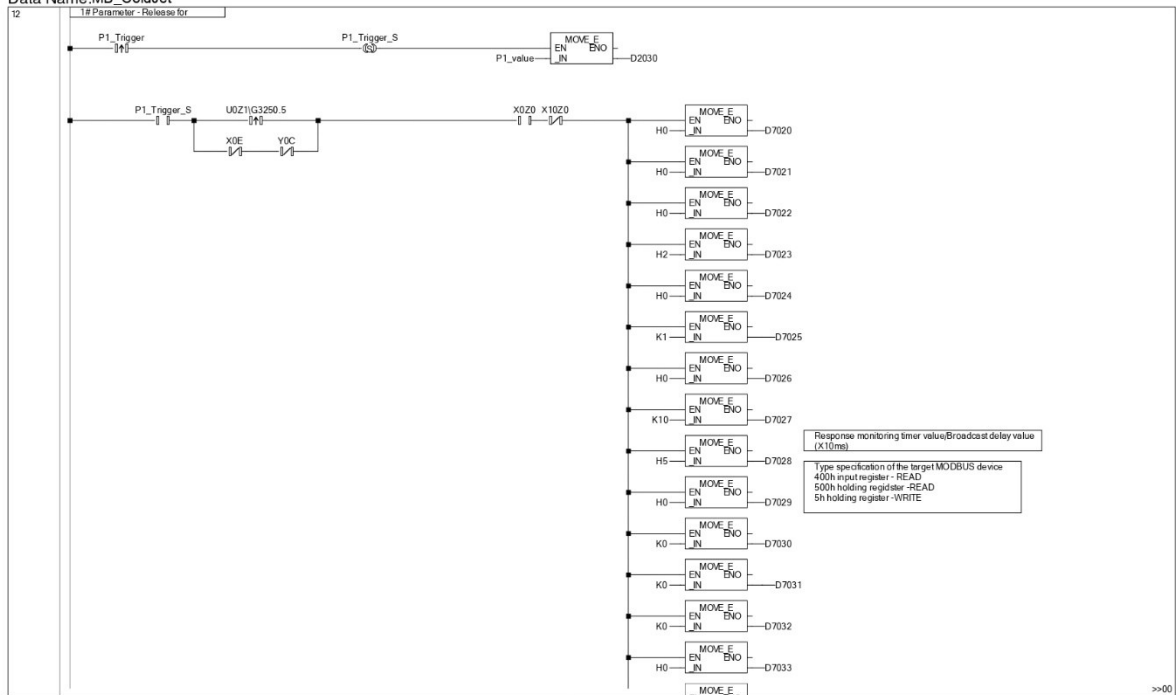 Data Name:MB_ColdJet
12
1# Parameter - Release for
P1_Trigger P1_Trigger_S
MOVE_E
EN ENO
P1_value _IN D2030
P1_Trigger_S U0Z1\G3250.5 X0Z0 X10Z0
X0E Y0C
MOVE_E
EN ENO
H0 _IN D7020
MOVE_E
EN ENO
H0 _IN D7021
MOVE_E
EN ENO
H0 _IN D7022
MOVE_E
EN ENO
H2 _IN D7023
MOVE_E
EN ENO
H0 _IN D7024
MOVE_E
EN ENO
K1 _IN D7025
MOVE_E
EN ENO
H0 _IN D7026
MOVE_E
EN ENO
K10 _IN D7027
Response monitoring timer value/Broadcast delay value
(X10ms)
MOVE_E
EN ENO
H5 _IN D7028
Type specification of the target MODBUS device
400h input register - READ
500h holding regidster -READ
5h holding register -WRITE
MOVE_E
EN ENO
H0 _IN D7029
MOVE_E
EN ENO
K0 _IN D7030
MOVE_E
EN ENO
K0 _IN D7031
MOVE_E
EN ENO
K0 _IN D7032
MOVE_E
EN ENO
H0 _IN D7033
MOVE_E
>>00